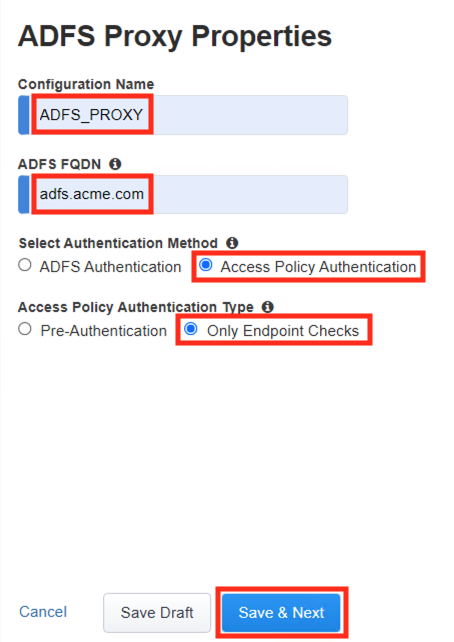 ADFS Proxy Properties
Configuration Name
ADFS_PROXY
ADFS FQDN
adfs.acme.com
Select Authentication Method
ADFS Authentication Access Policy Authentication
Access Policy Authentication Type
Pre-Authentication Only Endpoint Checks
Cancel Save Draft Save & Next